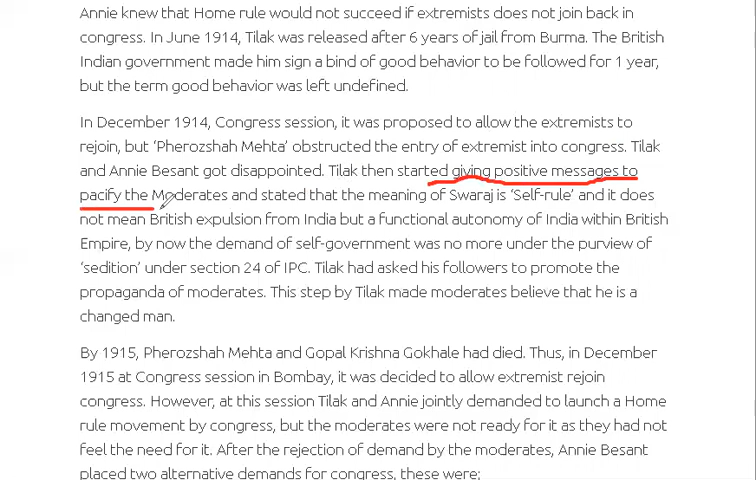 Annie knew that Home rule would not succeed if extremists does not join back in
congress. In June 1914, Tilak was released after 6 years of jail from Burma. The British
Indian government made him sign a bind of good behavior to be followed for 1 year,
but the term good behavior was left undefined.
In December 1914, Congress session, it was proposed to allow the extremists to
rejoin, but ‘Pherozshah Mehta’ obstructed the entry of extremist into congress. Tilak
and Annie Besant got disappointed. Tilak then started giving positive messages to
pacify the Moderates and stated that the meaning of Swaraj is ‘Self-rule’ and it does
not mean British expulsion from India but a functional autonomy of India within British
Empire, by now the demand of self-government was no more under the purview of
‘sedition’ under section 24 of IPC. Tilak had asked his followers to promote the
propaganda of moderates. This step by Tilak made moderates believe that he is a
changed man.
By 1915, Pherozshah Mehta and Gopal Krishna Gokhale had died. Thus, in December
1915 at Congress session in Bombay, it was decided to allow extremist rejoin
congress. However, at this session Tilak and Annie jointly demanded to launch a Home
rule movement by congress, but the moderates were not ready for it as they had not
feel the need for it. After the rejection of demand by the moderates, Annie Besant
placed two alternative demands for congress, these were;